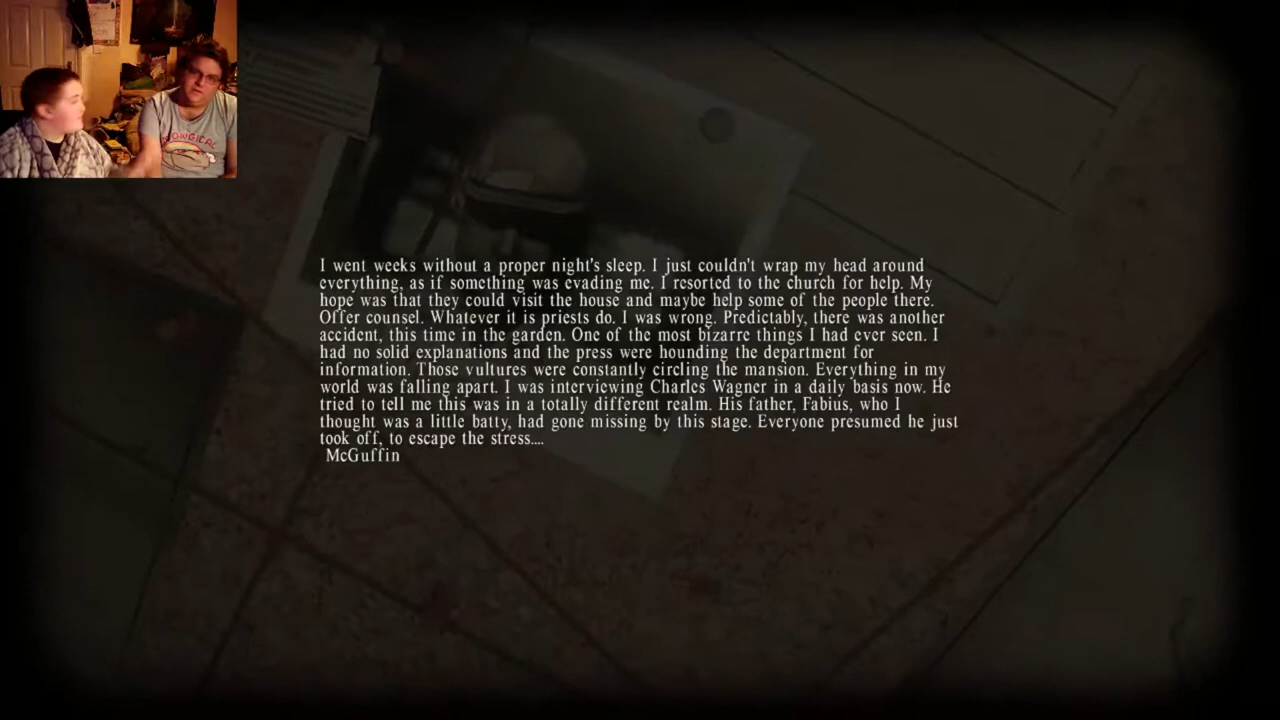 I went weeks without a proper night's sleep. I just couldn't wrap my head around
everything, as if something was evading me. I resorted to the church for help. My
hope was that they could visit the house and maybe help some of the people there.
Offer counsel. Whatever it is priests do. I was wrong. Predictably, there was another
accident, this time in the garden. One of the most bizarre things I had ever seen. I
had no solid explanations and the press were hounding the department for
information. Those vultures were constantly circling the mansion. Everything in my
world was falling apart. I was interviewing Charles Wagner in a daily basis now. He
tried to tell me this was in a totally different realm. His father, Fabius, who I
thought was a little batty, had gone missing by this stage. Everyone presumed he just
took off, to escape the stress....
McGuffin